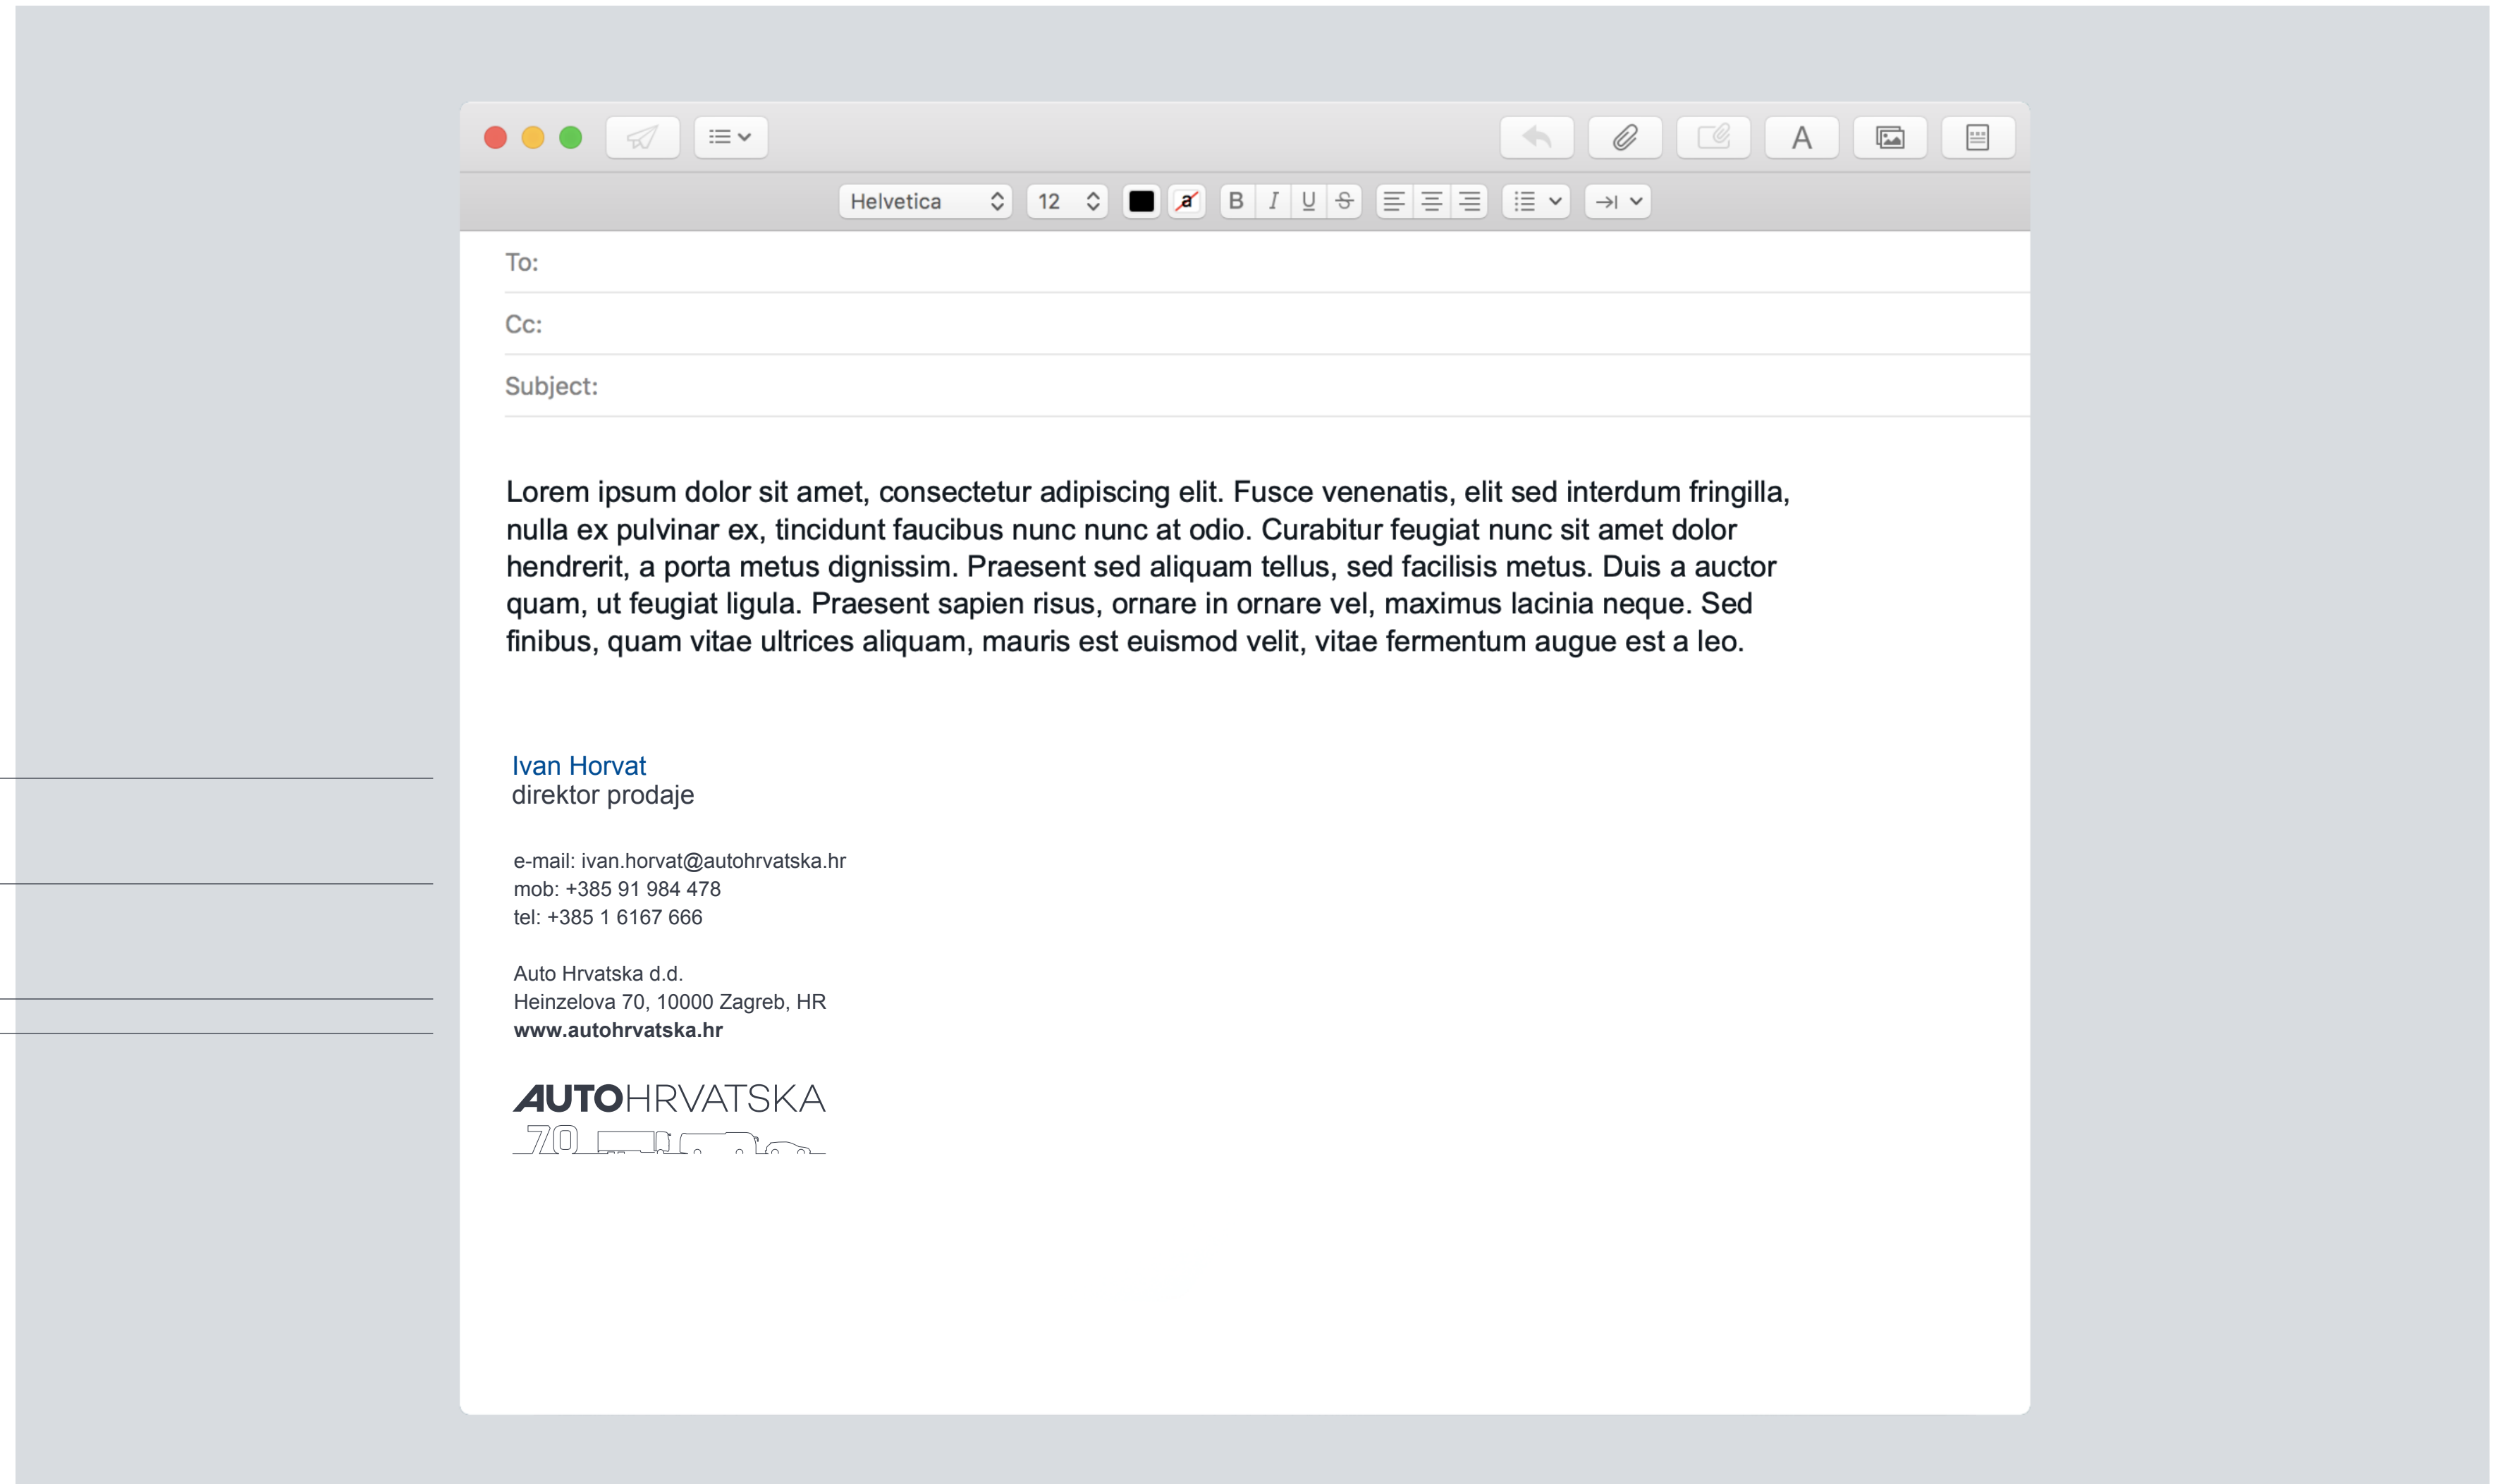 Helvetica 12 a B I U S
A
To:
Cc:
Subject:
Lorem ipsum dolor sit amet, consectetur adipiscing elit. Fusce venenatis, elit sed interdum fringilla,
nulla ex pulvinar ex, tincidunt faucibus nunc nunc at odio. Curabitur feugiat nunc sit amet dolor
hendrerit, a porta metus dignissim. Praesent sed aliquam tellus, sed facilisis metus. Duis a auctor
quam, ut feugiat ligula. Praesent sapien risus, ornare in ornare vel, maximus lacinia neque. Sed
finibus, quam vitae ultrices aliquam, mauris est euismod velit, vitae fermentum augue est a leo.
Ivan Horvat
direktor prodaje
e-mail: ivan.horvat@autohrvatska.hr
mob: +385 91 984 478
tel: +385 1 6167 666
Auto Hrvatska d.d.
Heinzelova 70, 10000 Zagreb, HR
www.autohrvatska.hr
AUTOHRVATSKA
70